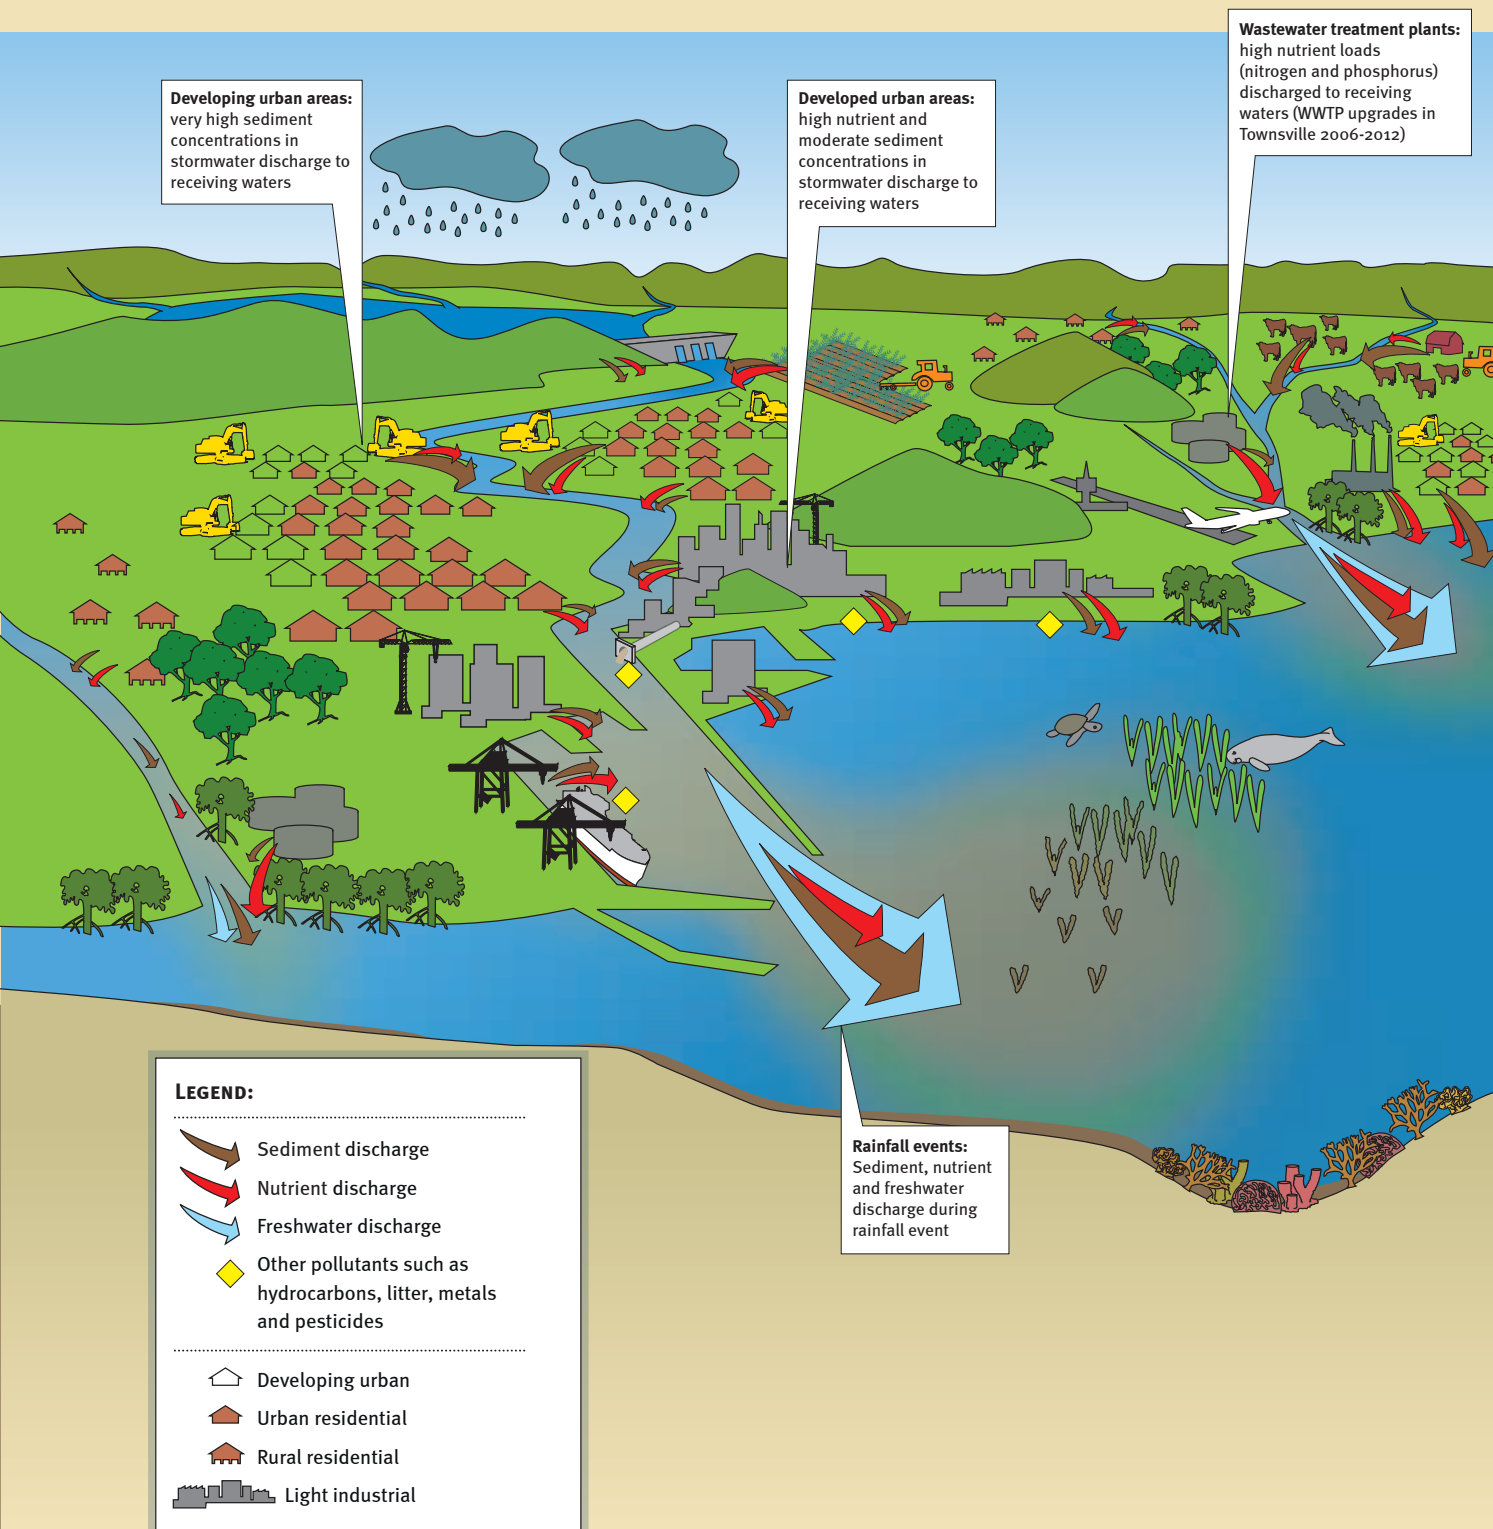 Developing urban areas:
very high sediment
concentrations in
stormwater discharge to
receiving waters
Developed urban areas:
high nutrient and
moderate sediment
concentrations in
stormwater discharge to
receiving waters
Wastewater treatment plants:
high nutrient loads
(nitrogen and phosphorus)
discharged to receiving
waters (WWTP upgrades in
Townsville 2006-2012)
Rainfall events:
Sediment, nutrient
and freshwater
discharge during
rainfall event
LEGEND:
Sediment discharge
Nutrient discharge
Freshwater discharge
Other pollutants such as
hydrocarbons, litter, metals
and pesticides
Developing urban
Urban residential
Rural residential
Light industrial